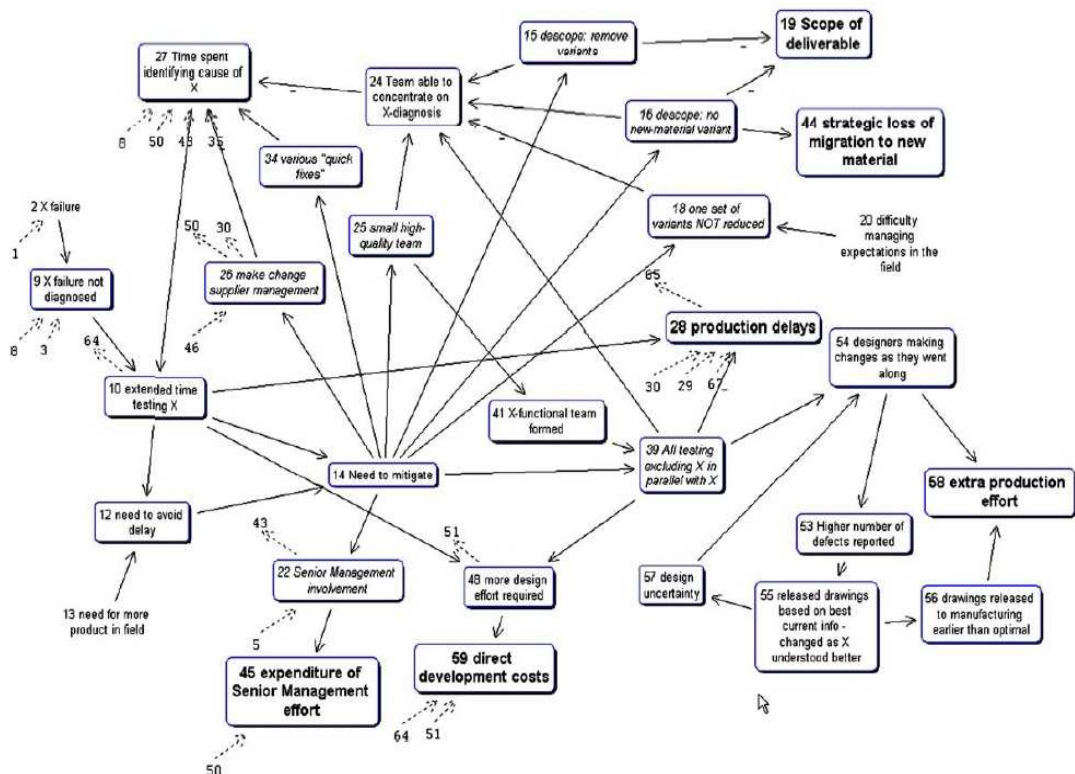 19 Scope of
deliverable
15 descope: remove
variants
27 Time spent
identifying cause of
X
24 Team able to
concentrate on
X-diagnosis
16 descope: no
new-material variant
44 strategic loss of
migration to new
material
8
50
48
35
34 various "quick
fixes"
18 one set of
variants NOT reduced
20 difficulty
managing
expectations in the
field
2 X failure
1
50
30
25 small high-
quality team
9 X failure not
diagnosed
26 make change
supplier management
65
28 production delays
54 designers making
changes as they went
along
8
3
64
46
30
29
67
10 extended time
testing X
41 X-functional team
formed
39 All testing
excluding X in
parallel with X
14 Need to mitigate
58 extra production
effort
12 need to avoid
delay
43
51
53 Higher number of
defects reported
22 Senior Management
involvement
48 more design
effort required
57 design
uncertainty
55 released drawings
based on best
current info -
changed as X
understood better
56 drawings released
to manufacturing
earlier than optimal
13 need for more
product in field
5
45 expenditure of
Senior Management
effort
59 direct
development costs
64
51
50